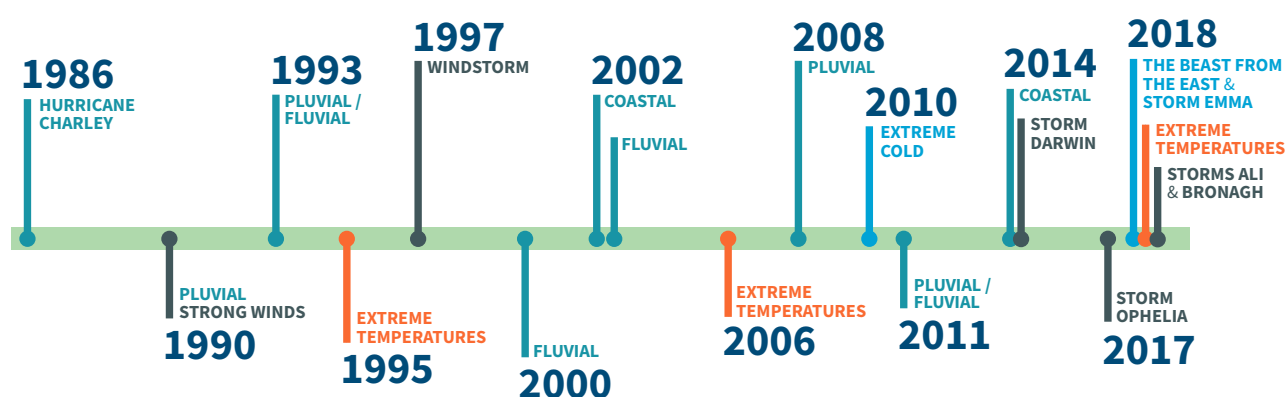 1986
HURRICANE
CHARLEY
1990
PLUVIAL
STRONG WINDS
1993
PLUVIAL /
FLUVIAL
1995
EXTREME
TEMPERATURES
1997
WINDSTORM
2000
FLUVIAL
2002
COASTAL
FLUVIAL
2006
EXTREME
TEMPERATURES
2008
PLUVIAL
2010
EXTREME
COLD
2011
PLUVIAL /
FLUVIAL
2014
COASTAL
STORM
DARWIN
2017
STORM
OPHELIA
2018
THE BEAST FROM
THE EAST &
STORM EMMA
EXTREME
TEMPERATURES
STORMS ALI
& BRONAGH